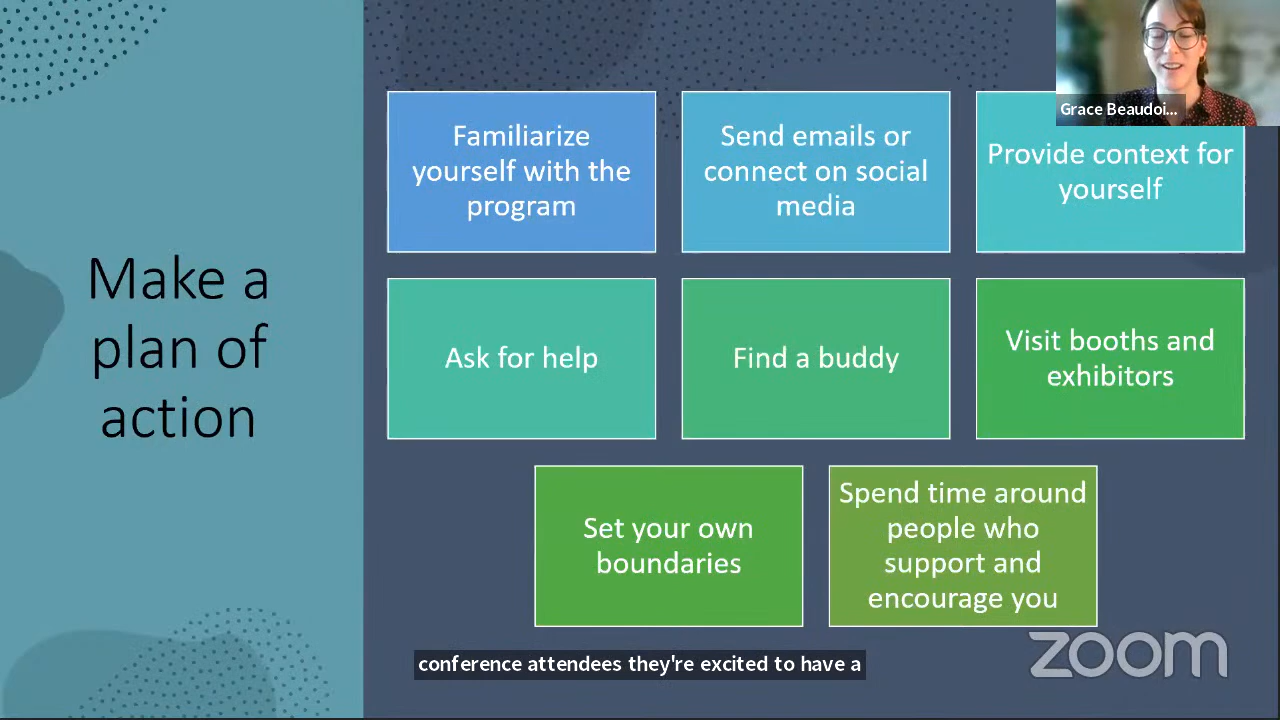 Grace Beaudoi...
Make a
plan of
action
Familiarize
yourself with the
program
Send emails or
connect on social
media
Provide context for
yourself
Ask for help
Find a buddy
Visit booths and
exhibitors
Set your own
boundaries
Spend time around
people who
support and
encourage you
conference attendees they're excited to have a
zoom